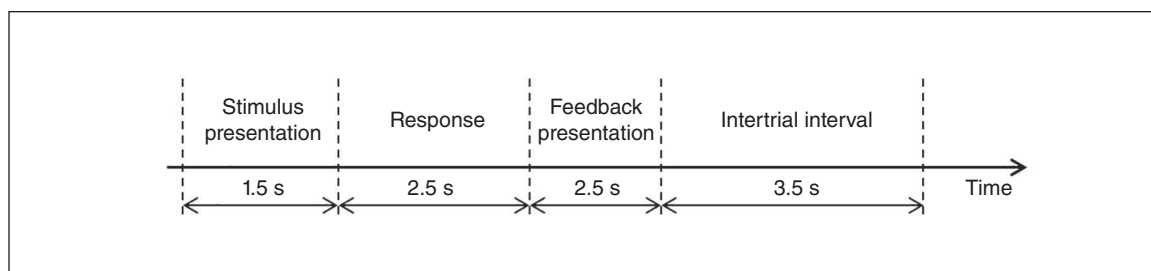 Stimulus
presentation
Response
Feedback
presentation
Intertrial interval
1.5 s
2.5 s
2.5 s
3.5 s
Time